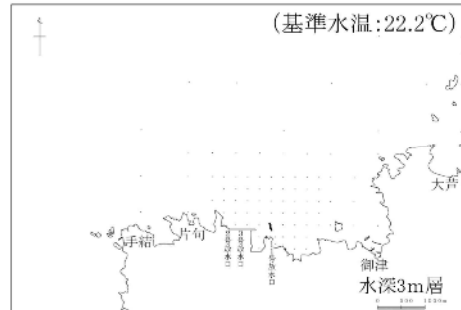 (基準水温:22.2℃)
大芦
手結
片句
御津
水深3m層